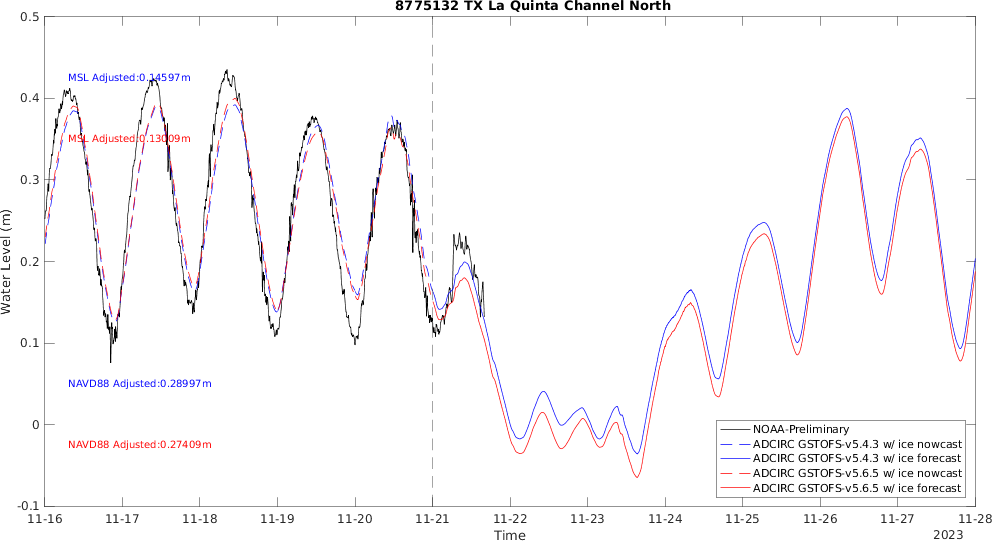 8775132 TX La Quinta Channel North
0.5
0.4
0.3
0.2
0.1
0
-0.1
Water Level (m)
MSL Adjusted:0.14597m
MSL Adjusted:0.13009m
NAVD88 Adjusted:0.28997m
NAVD88 Adjusted:0.27409m
NOAA-Preliminary
ADCIRC GSTOFS-v5.4.3 w/ ice nowcast
ADCIRC GSTOFS-v5.4.3 w/ ice forecast
ADCIRC GSTOFS-v5.6.5 w/ ice nowcast
ADCIRC GSTOFS-v5.6.5 w/ ice forecast
11-16 11-17 11-18 11-19 11-20 11-21 11-22 11-23 11-24 11-25 11-26 11-27 11-28
Time
2023